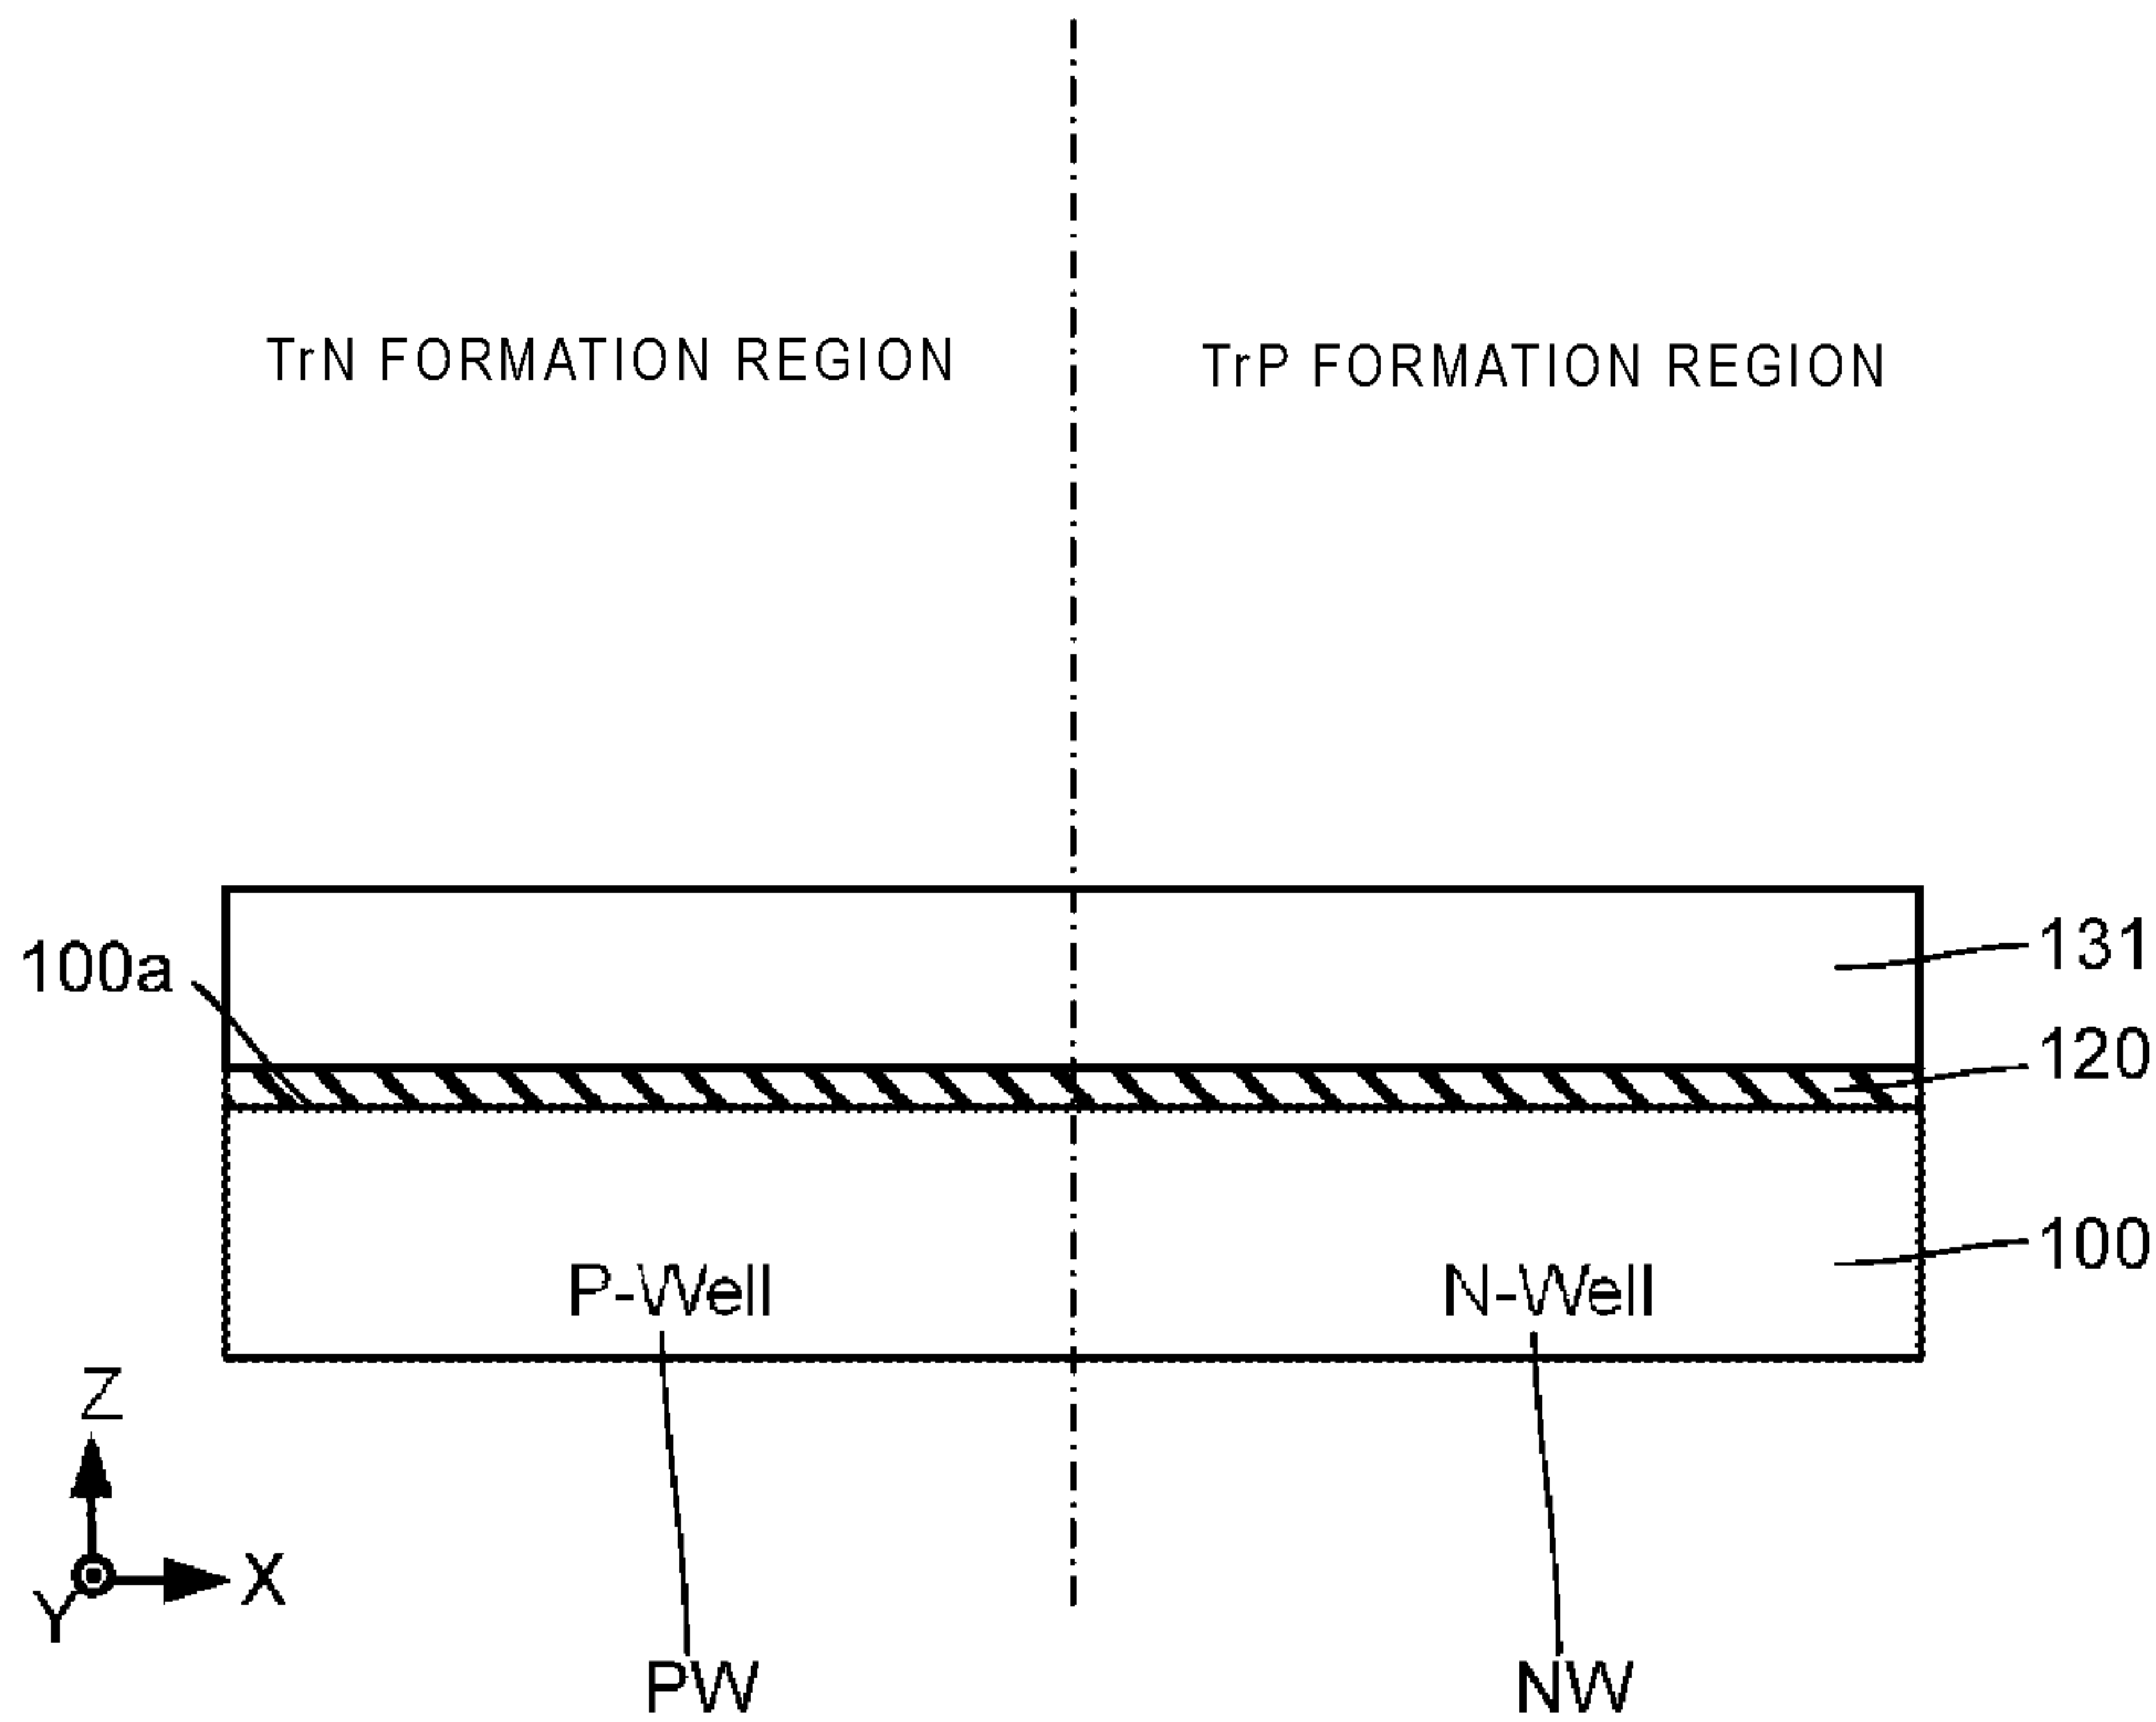 TrN FORMATION REGION
TrP FORMATION REGION
131
100a
120
100
P-Well
N-Well
Z
X
Y
PW
NW